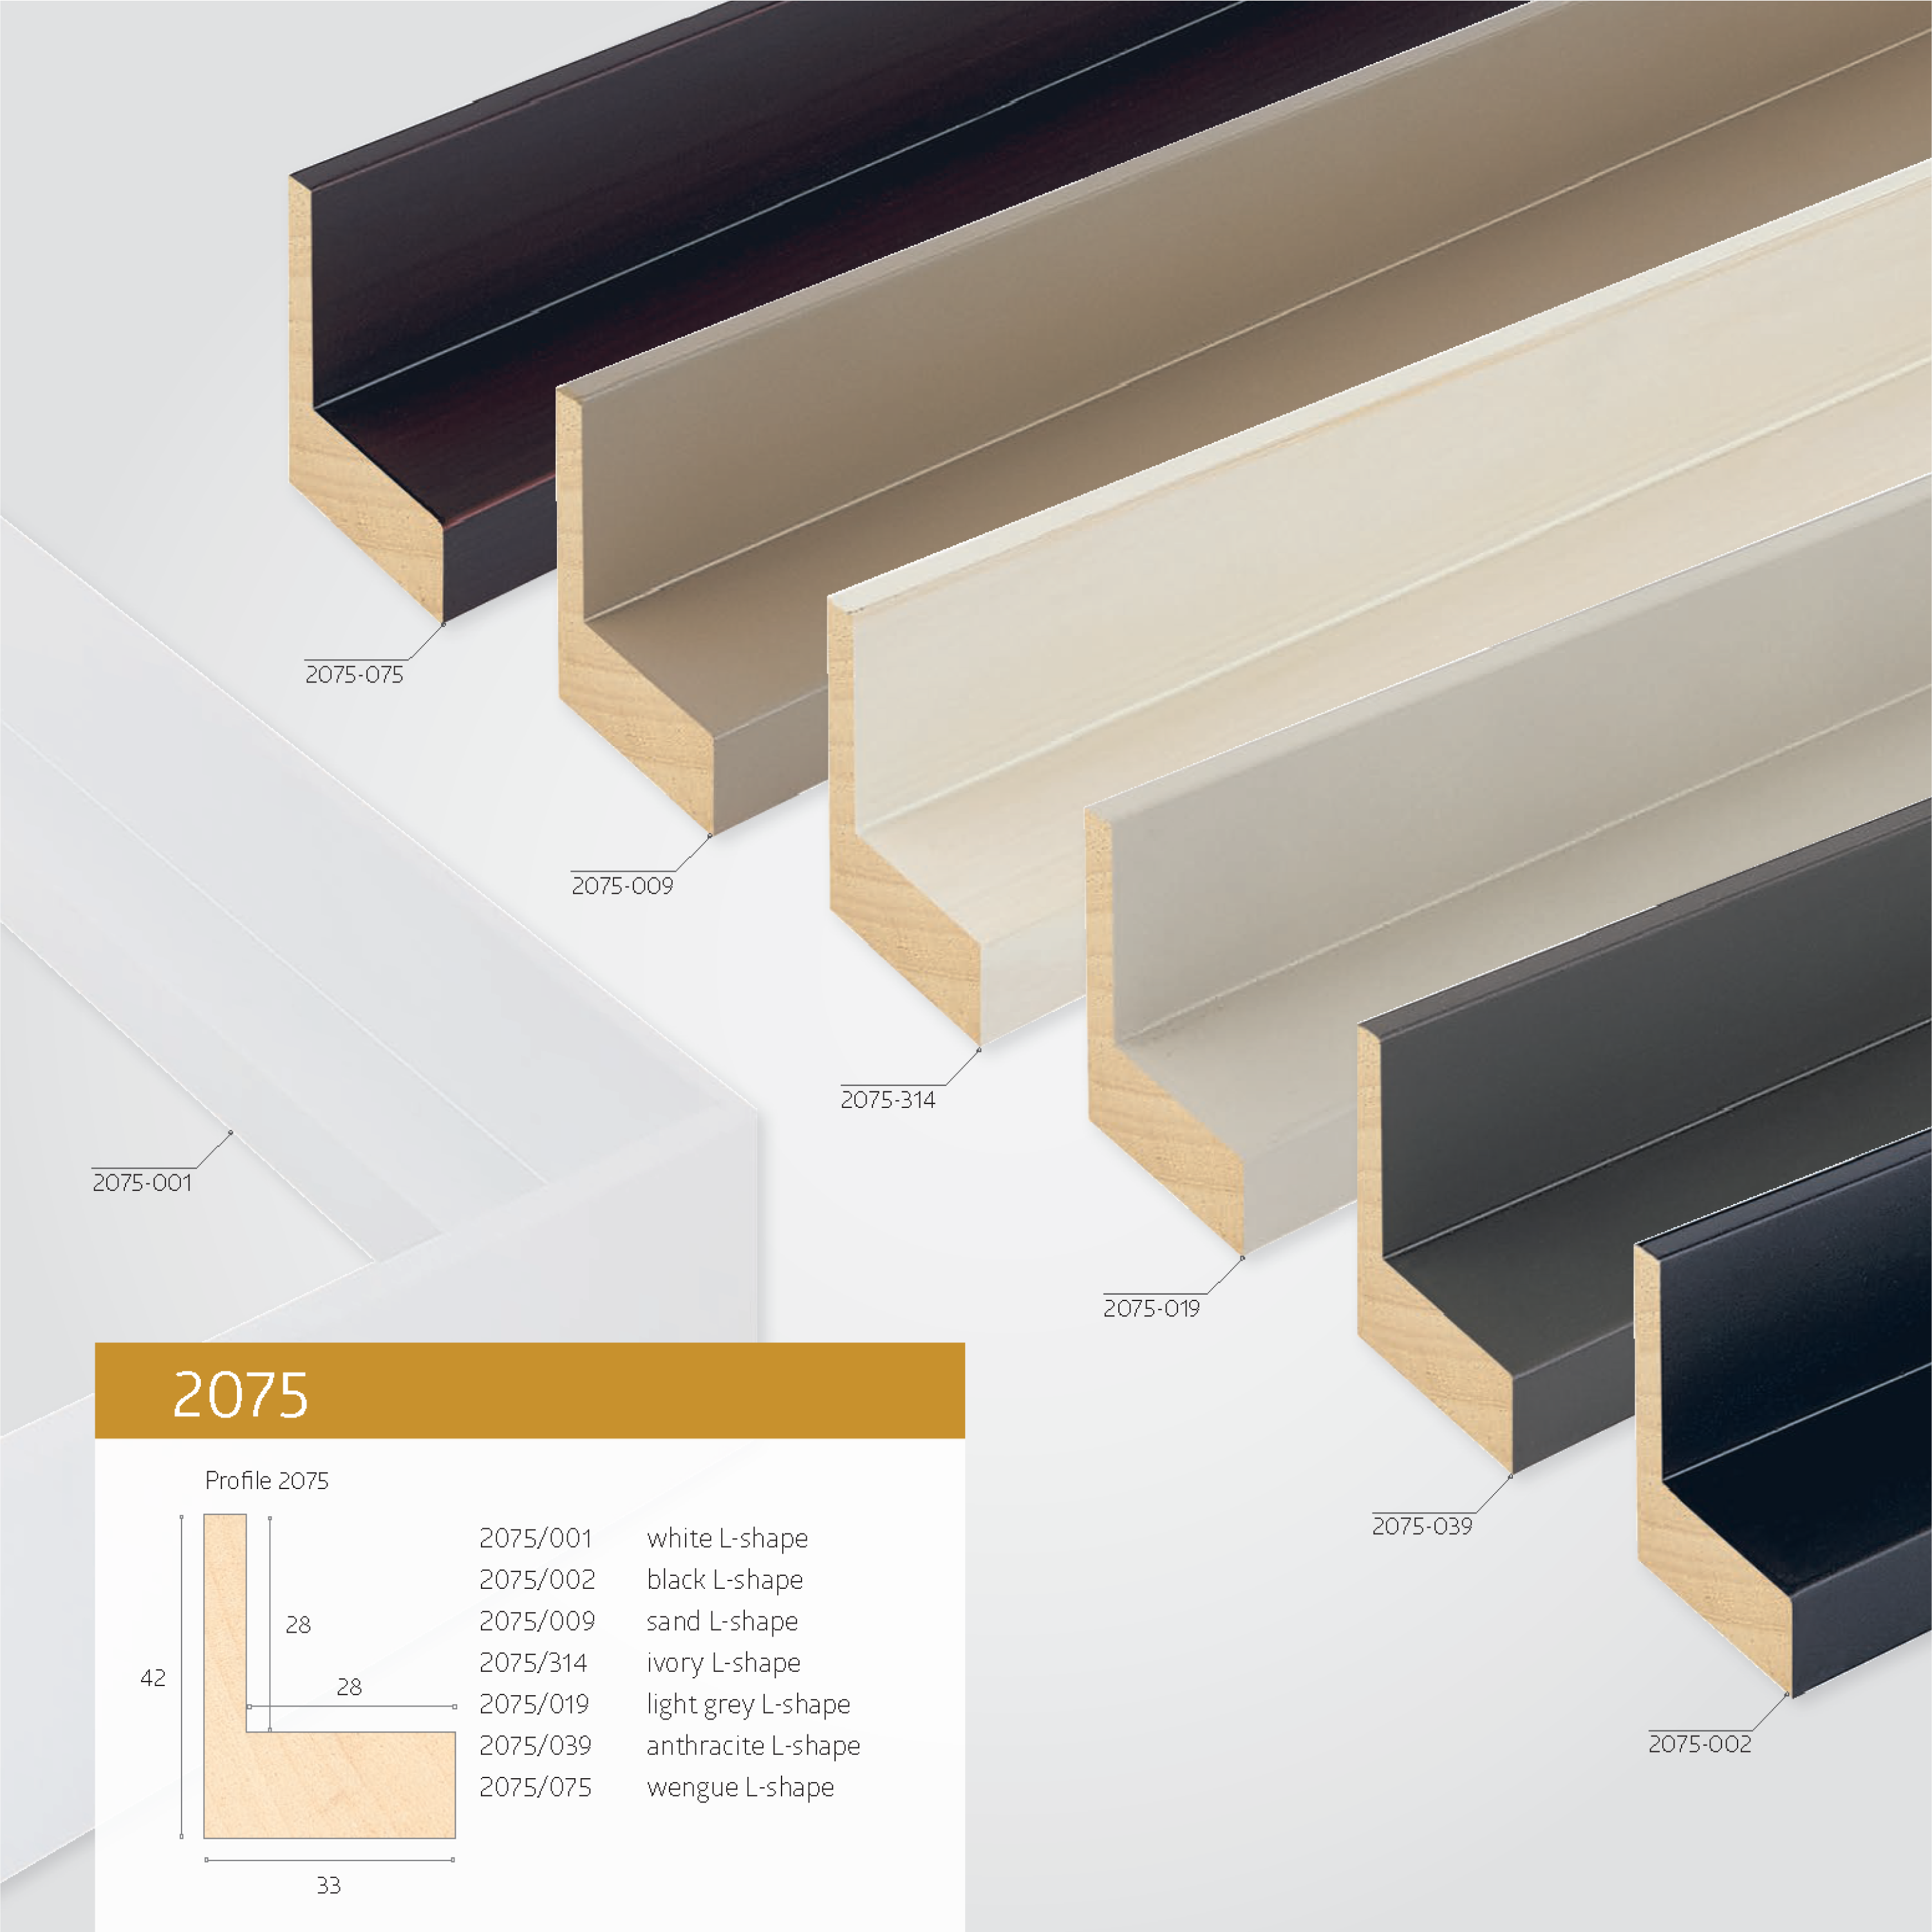 2075-075
2075-009
2075-314
2075-001
2075-019
2075-039
2075-002
2075
Profile 2075
42
28
28
33
2075/001 white L-shape
2075/002 black L-shape
2075/009 sand L-shape
2075/314 ivory L-shape
2075/019 light grey L-shape
2075/039 anthracite L-shape
2075/075 wengue L-shape